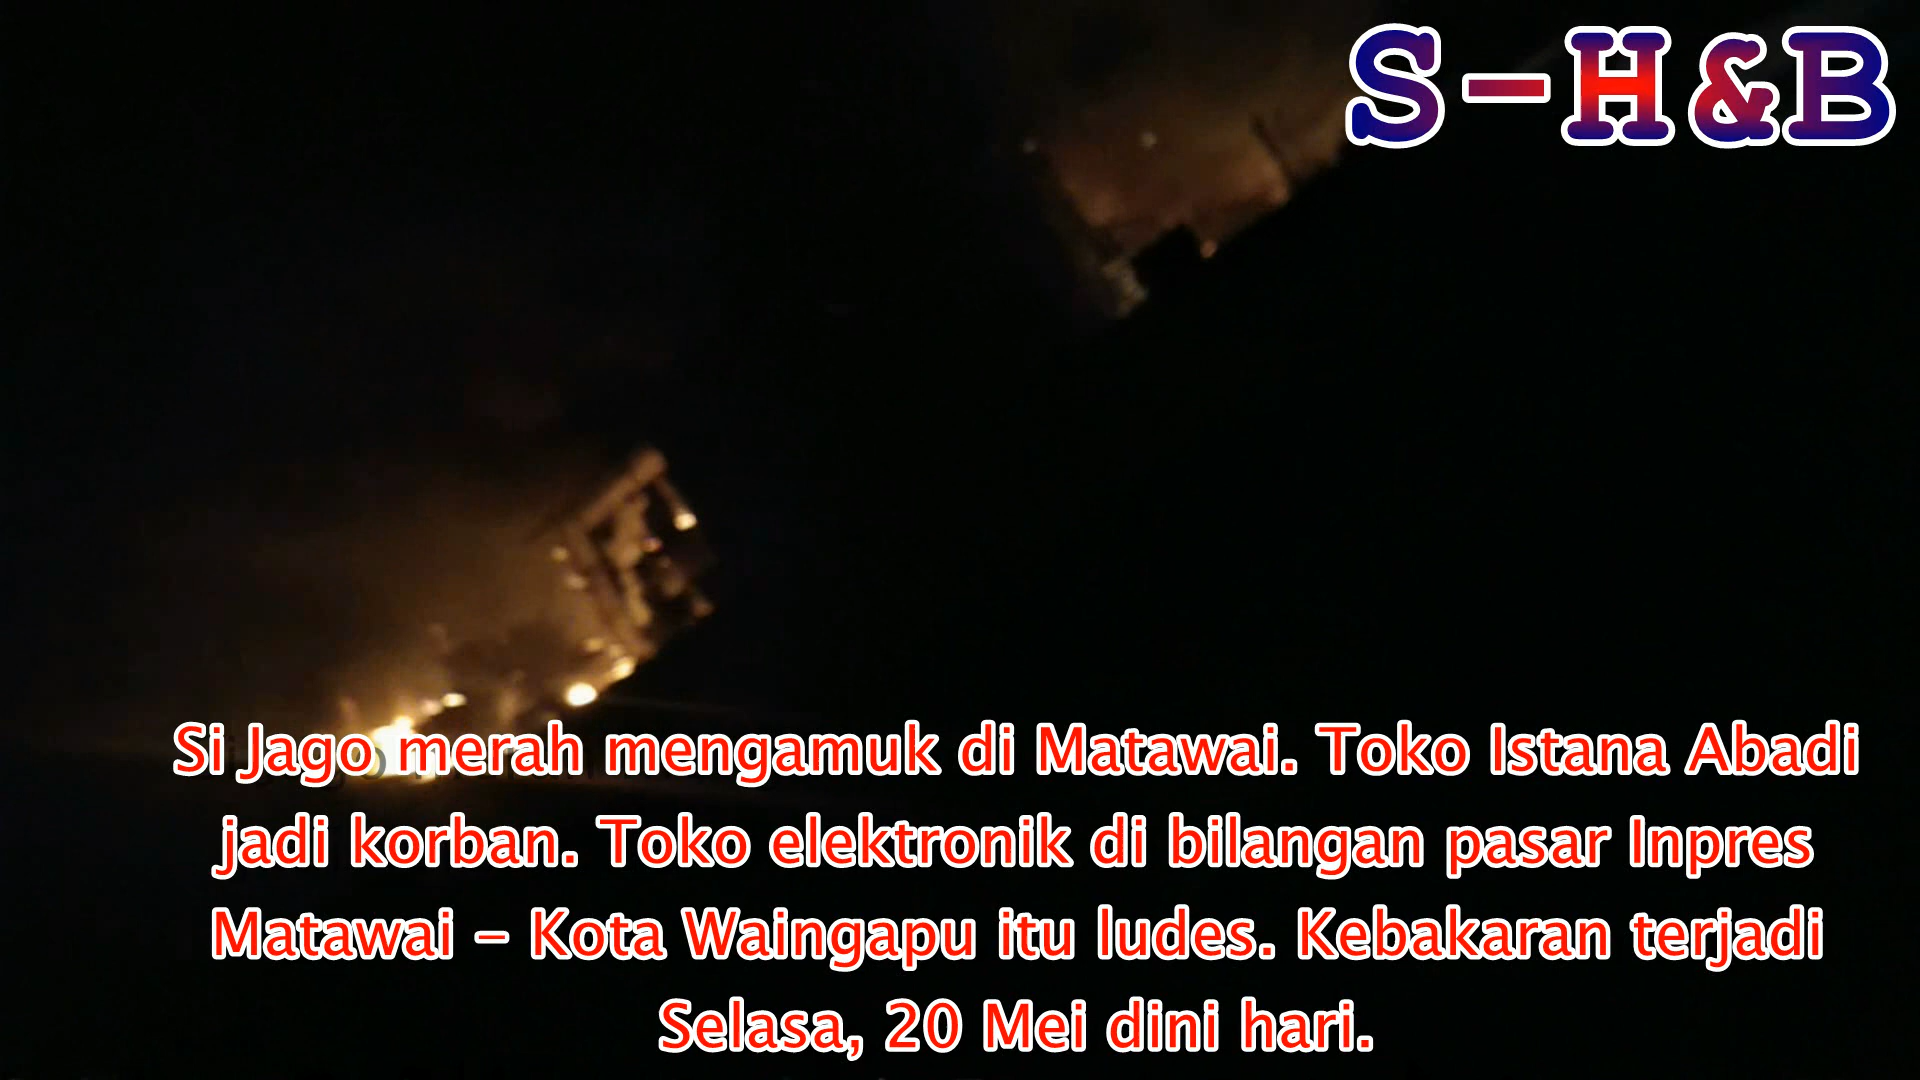 S-H&B
Si Jago merah mengamuk di Matawai. Toko Istana Abadi
jadi korban. Toko elektronik di bilangan pasar Inpres
Matawai - Kota Waingapu itu ludes. Kebakaran terjadi
Selasa, 20 Mei dini hari.